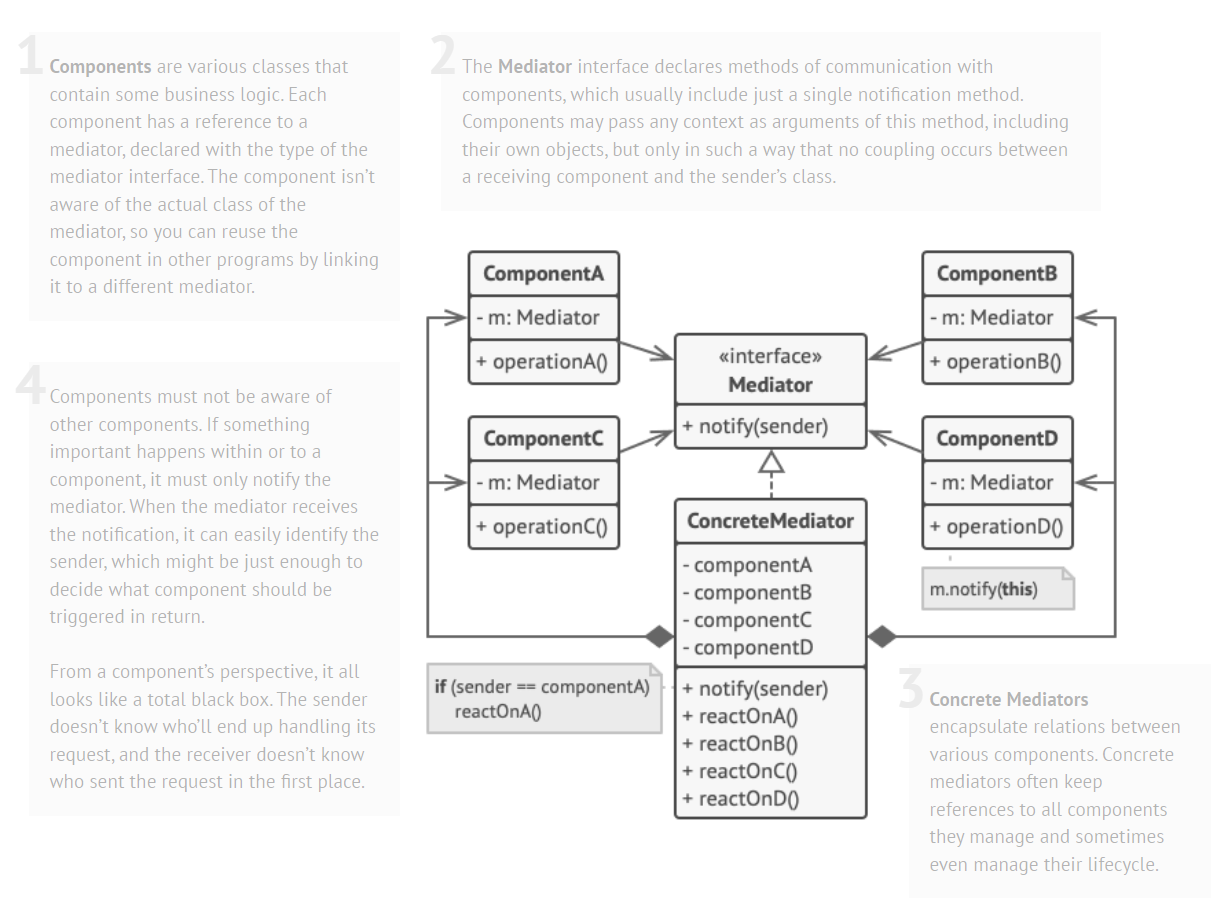 1
Components are various classes that
contain some business logic. Each
component has a reference to a
mediator, declared with the type of the
mediator interface. The component isn’t
aware of the actual class of the
mediator, so you can reuse the
component in other programs by linking
it to a different mediator.
2
The Mediator interface declares methods of communication with
components, which usually include just a single notification method.
Components may pass any context as arguments of this method, including
their own objects, but only in such a way that no coupling occurs between
a receiving component and the sender’s class.
ComponentA
- m: Mediator
+ operationA()
ComponentB
- m: Mediator
+ operationB()
«interface»
Mediator
+ notify(sender)
ComponentC
- m: Mediator
+ operationC()
ComponentD
- m: Mediator
+ operationD()
m.notify(this)
ConcreteMediator
- componentA
- componentB
- componentC
- componentD
+ notify(sender)
+ reactOnA()
+ reactOnB()
+ reactOnC()
+ reactOnD()
if (sender == componentA)
reactOnA()
4
Components must not be aware of
other components. If something
important happens within or to a
component, it must only notify the
mediator. When the mediator receives
the notification, it can easily identify the
sender, which might be just enough to
decide what component should be
triggered in return.
From a component’s perspective, it all
looks like a total black box. The sender
doesn’t know who’ll end up handling its
request, and the receiver doesn’t know
who sent the request in the first place.
3
Concrete Mediators
encapsulate relations between
various components. Concrete
mediators often keep
references to all components
they manage and sometimes
even manage their lifecycle.